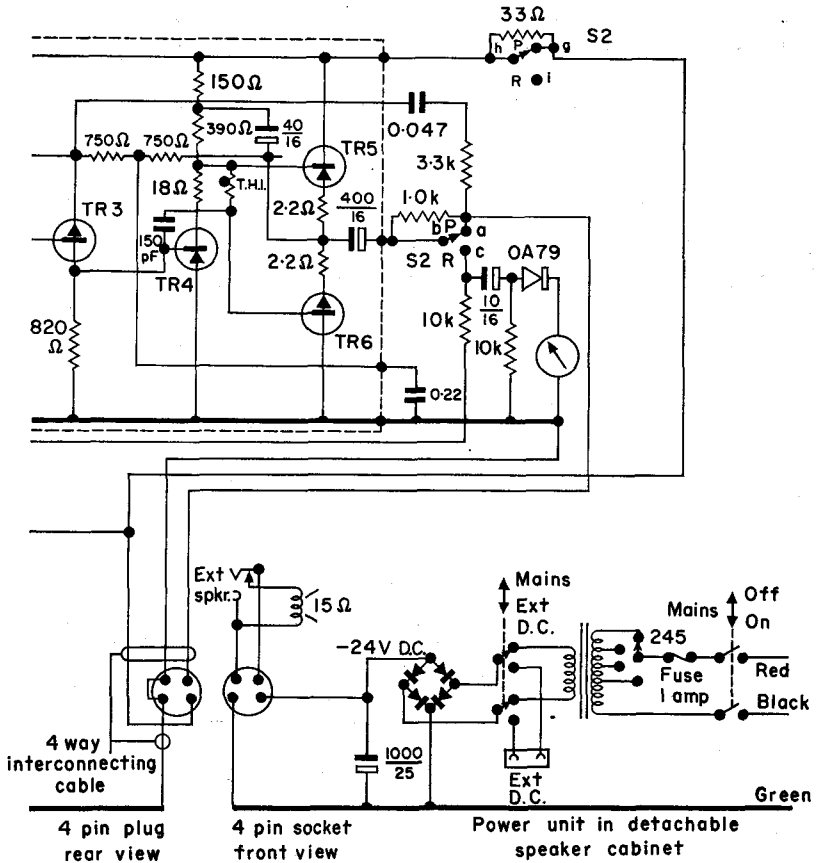 33Ω
h P g S2
R i
150Ω
0·047
390Ω 40/16
750Ω 750Ω
TR5
3.3k
18Ω T.H.I.
1.0k
2·2Ω 400/16
TR3
b P a
150 pF
c
TR4
2.2Ω
S2 R
OA79
10/16
TR6
10k
10k
820 Ω
0·22
Ext spkr.
15Ω
Mains
Ext D.C.
Mains Off
On
245
-24V D.C.
Fuse 1 amp
Red
Black
4 way interconnecting cable
1000/25
Ext D.C.
Green
4 pin plug rear view
4 pin socket front view
Power unit in detachable speaker cabinet